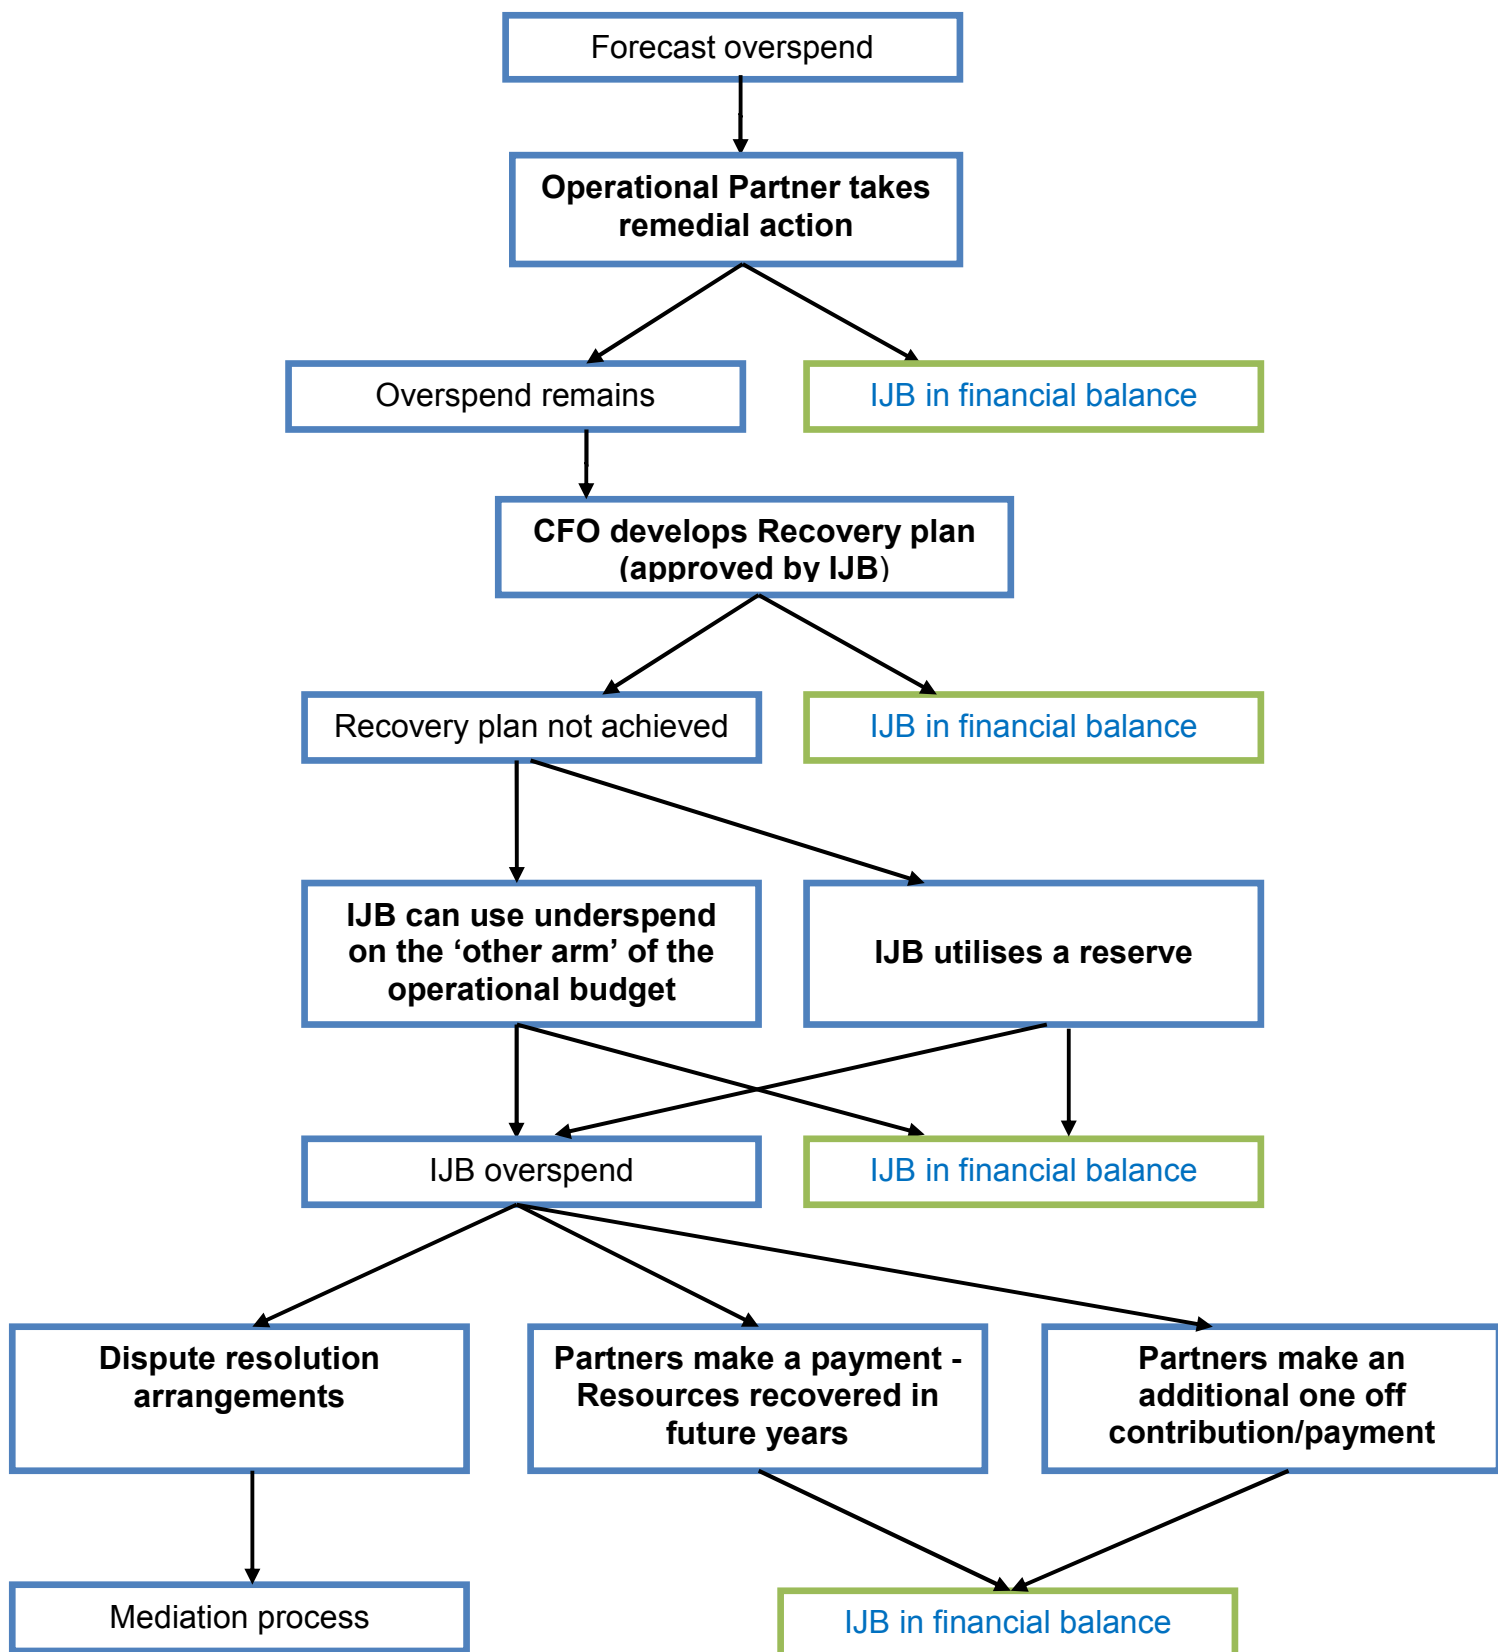 Forecast overspend
Operational Partner takes
remedial action
Overspend remains
IJB in financial balance
CFO develops Recovery plan
(approved by IJB)
Recovery plan not achieved
IJB in financial balance
IJB can use underspend
on the ‘other arm’ of the
operational budget
IJB utilises a reserve
IJB overspend
IJB in financial balance
Dispute resolution
arrangements
Partners make a payment -
Resources recovered in
future years
Partners make an
additional one off
contribution/payment
Mediation process
IJB in financial balance